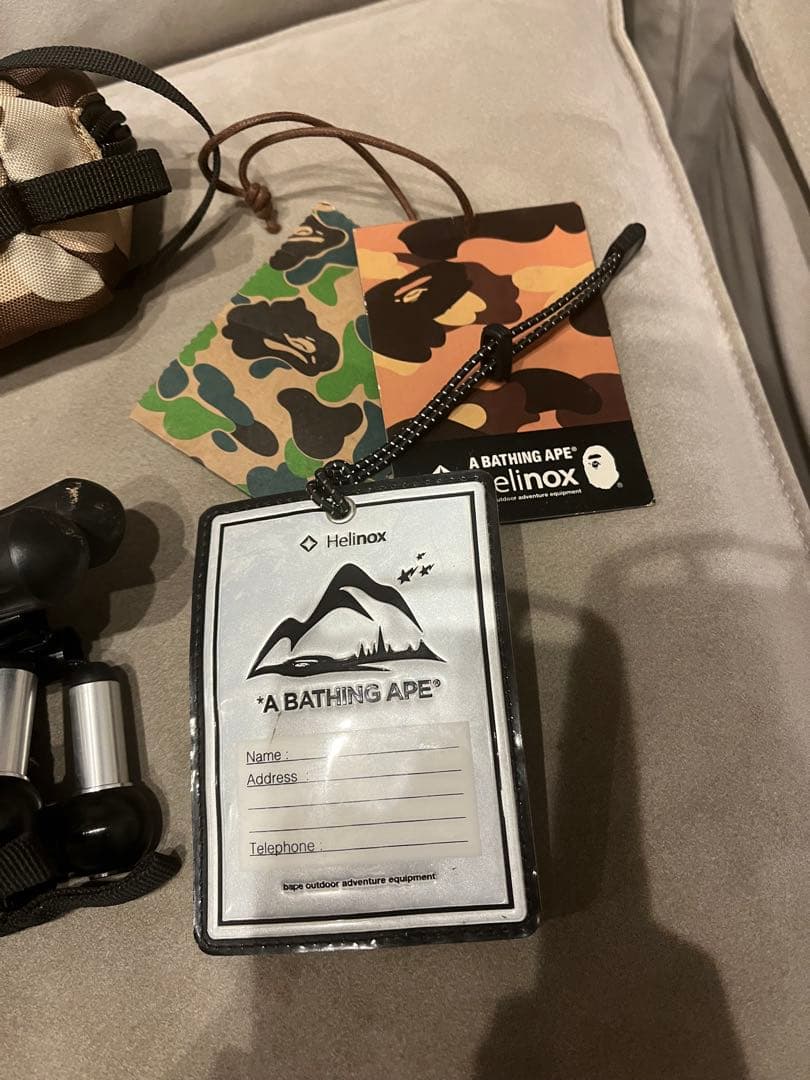 A BATHING APE®
elinox
outdoor adventure equipment
®
Helinox
*A BATHING APE®
Name :
Address :
Telephone :
bape outdoor adventure equipment